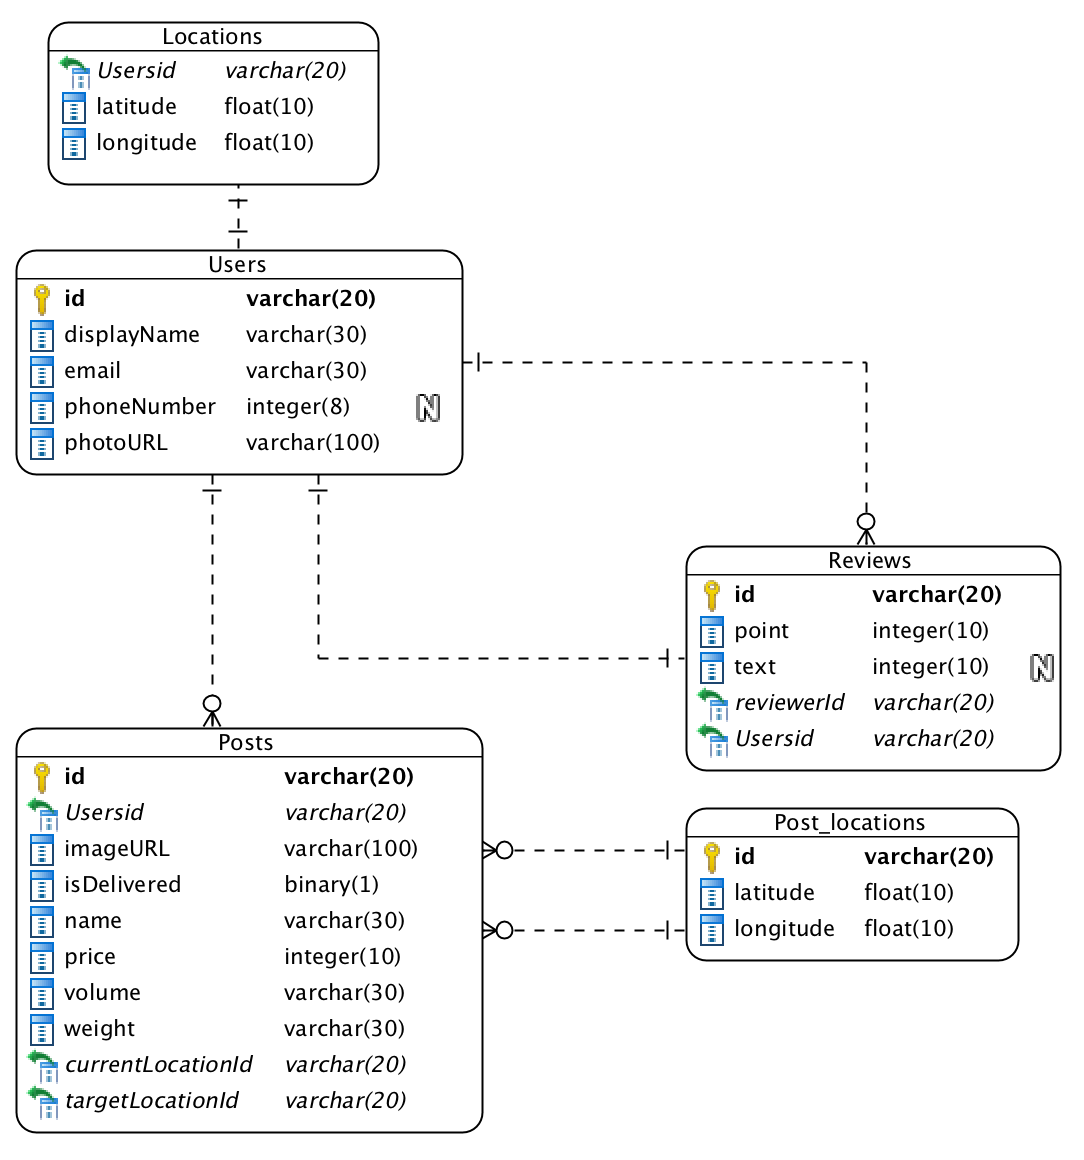 Locations
Usersid varchar(20)
latitude float(10)
longitude float(10)
Users
id varchar(20)
displayName varchar(30)
email varchar(30)
phoneNumber integer(8) N
photoURL varchar(100)
Reviews
id varchar(20)
point integer(10)
text integer(10) N
reviewerId varchar(20)
Usersid varchar(20)
Posts
id varchar(20)
Usersid varchar(20)
imageURL varchar(100)
isDelivered binary(1)
name varchar(30)
price integer(10)
volume varchar(30)
weight varchar(30)
currentLocationId varchar(20)
targetLocationId varchar(20)
Post_locations
id varchar(20)
latitude float(10)
longitude float(10)